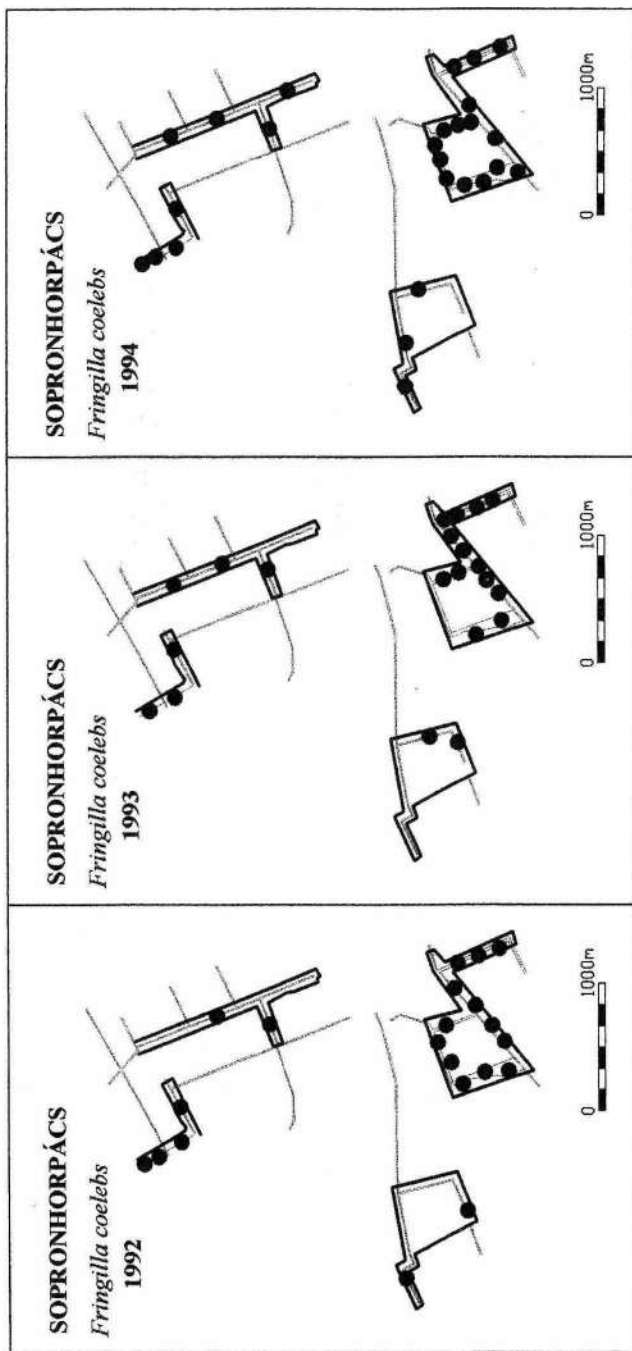 SOPRONHORPÁCS
Fringilla coelebs
1992
0 1000m
SOPRONHORPÁCS
Fringilla coelebs
1993
0 1000m
SOPRONHORPÁCS
Fringilla coelebs
1994
0 1000m